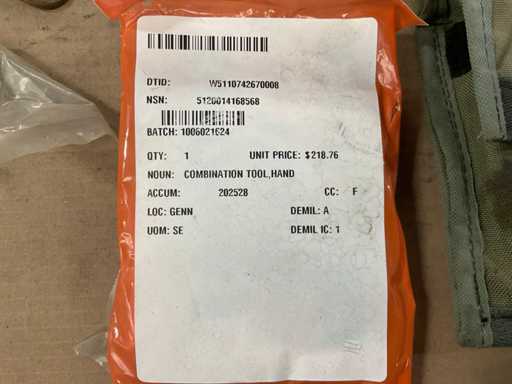 DTID: W5110742670008
NSN: 5120014168568
BATCH: 1006021624
QTY: 1 UNIT PRICE: $218.76
NOUN: COMBINATION TOOL,HAND
ACCUM: 202528 CC: F
LOC: GENN DEMIL: A
UOM: SE DEMIL IC: 1